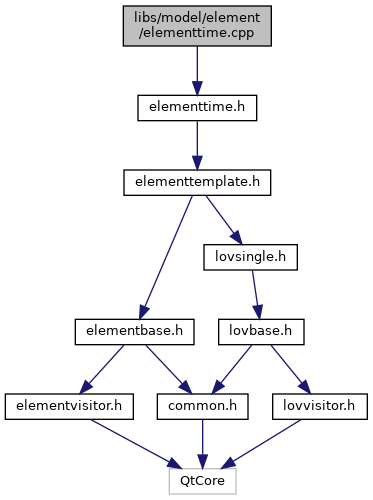 libs/model/element
/elementtime.cpp
elementtime.h
elementtemplate.h
lovsingle.h
elementbase.h
lovbase.h
elementvisitor.h
common.h
lovvisitor.h
QtCore